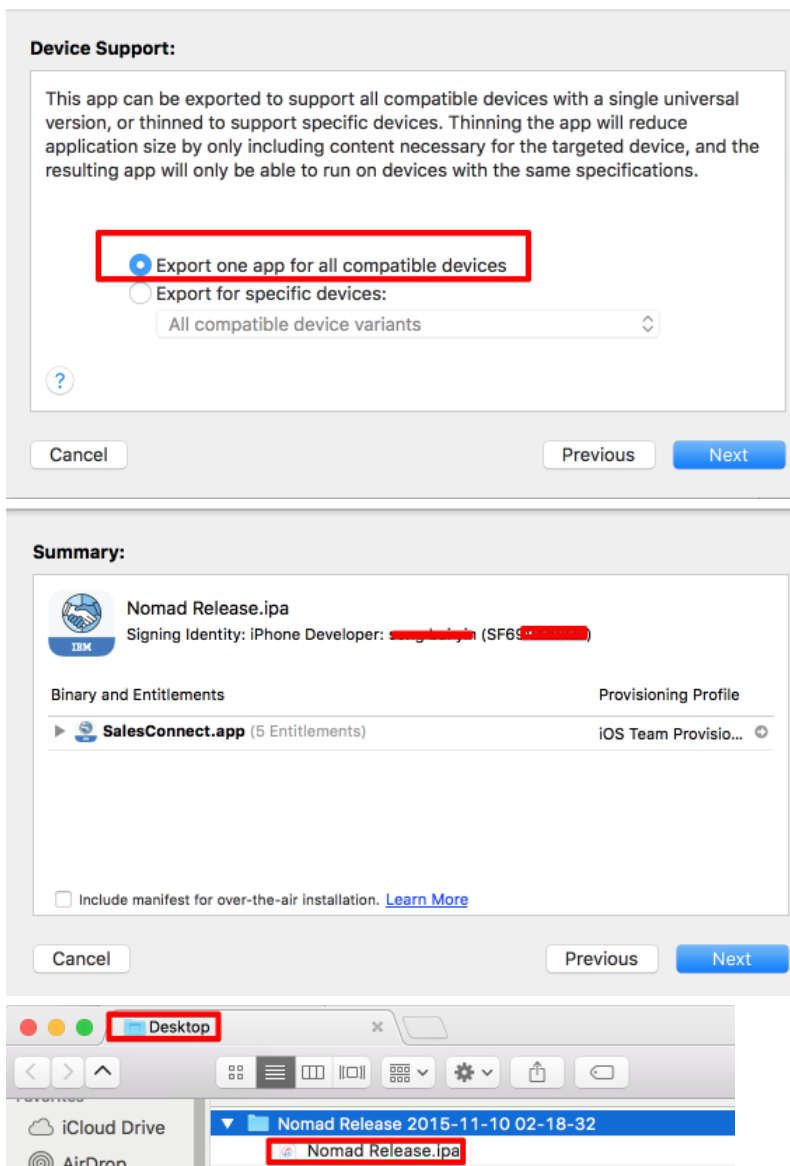 Device Support:
This app can be exported to support all compatible devices with a single universal
version, or thinned to support specific devices. Thinning the app will reduce
application size by only including content necessary for the targeted device, and the
resulting app will only be able to run on devices with the same specifications.
Export one app for all compatible devices
Export for specific devices:
All compatible device variants
?
Cancel
Previous
Next
Summary:
IBM
Nomad Release.ipa
Signing Identity: iPhone Developer: (SF69 )
Binary and Entitlements
Provisioning Profile
SalesConnect.app (5 Entitlements)
iOS Team Provisio...
Include manifest for over-the-air installation. Learn More
Cancel
Previous
Next
Desktop
Favorites
iCloud Drive
Nomad Release 2015-11-10 02-18-32
Nomad Release.ipa
AirDrop